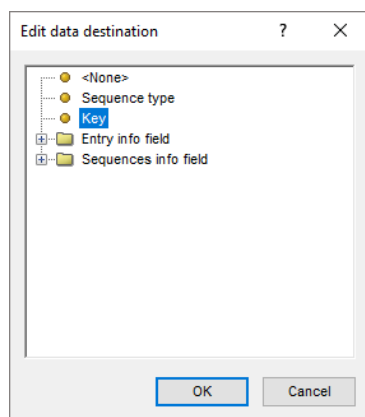 Edit data destination ?
<None>
Sequence type
Key
Entry info field
Sequences info field
OK Cancel